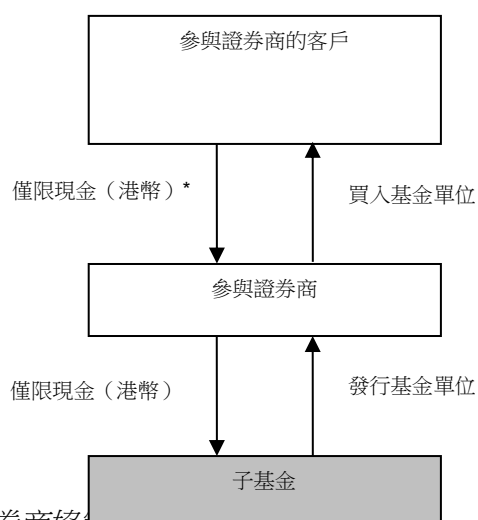 參與證券商的客戶
僅限現金（港幣）*
買入基金單位
參與證券商
僅限現金（港幣）
發行基金單位
子基金